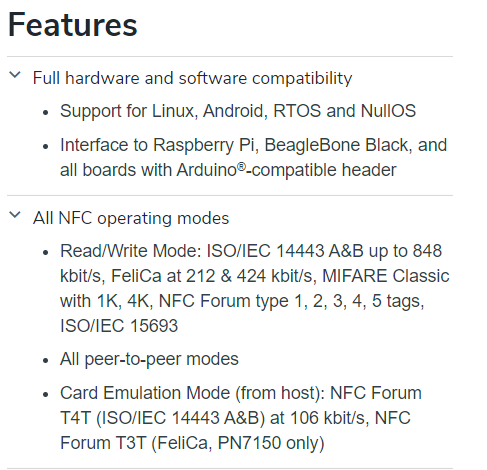 Features
Full hardware and software compatibility
• Support for Linux, Android, RTOS and NullOS
• Interface to Raspberry Pi, BeagleBone Black, and
all boards with Arduino®-compatible header
All NFC operating modes
• Read/Write Mode: ISO/IEC 14443 A&B up to 848
kbit/s, FeliCa at 212 & 424 kbit/s, MIFARE Classic
with 1K, 4K, NFC Forum type 1, 2, 3, 4, 5 tags,
ISO/IEC 15693
• All peer-to-peer modes
• Card Emulation Mode (from host): NFC Forum
T4T (ISO/IEC 14443 A&B) at 106 kbit/s, NFC
Forum T3T (FeliCa, PN7150 only)